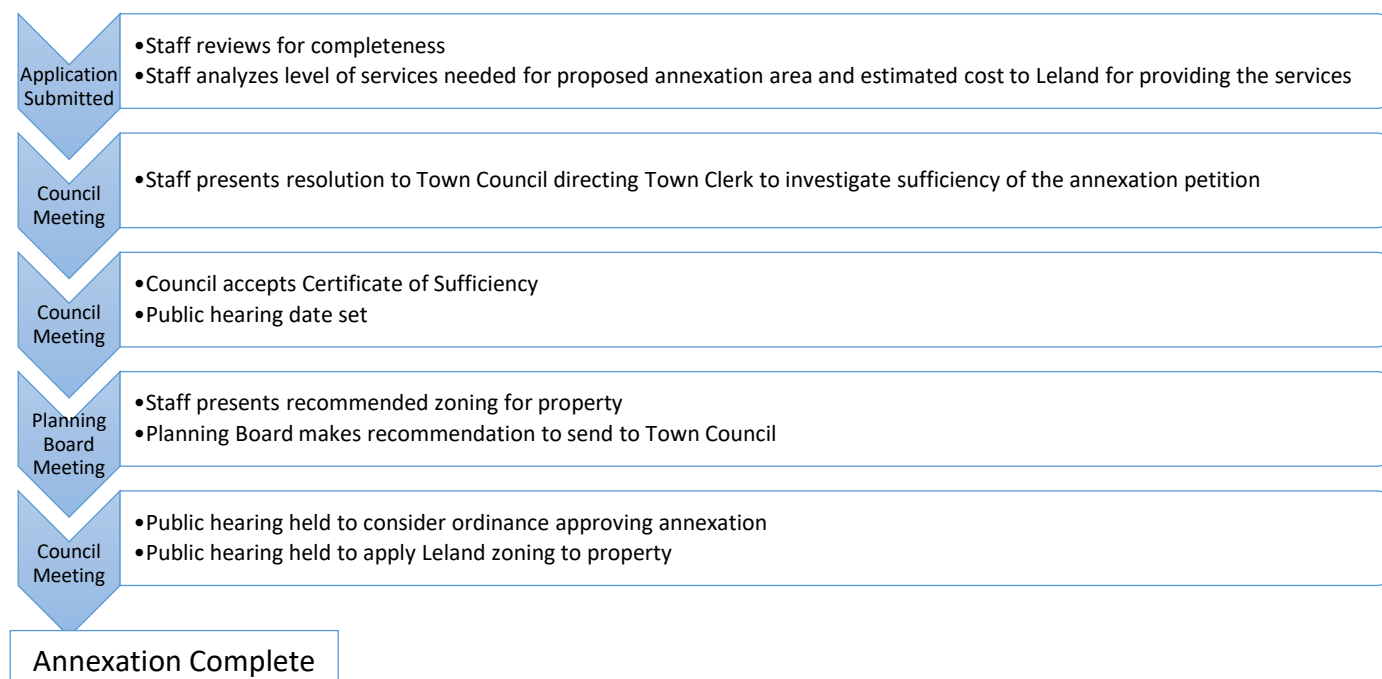 Application
Submitted
•Staff reviews for completeness
•Staff analyzes level of services needed for proposed annexation area and estimated cost to Leland for providing the services
Council
Meeting
•Staff presents resolution to Town Council directing Town Clerk to investigate sufficiency of the annexation petition
Council
Meeting
•Council accepts Certificate of Sufficiency
•Public hearing date set
Planning
Board
Meeting
•Staff presents recommended zoning for property
•Planning Board makes recommendation to send to Town Council
Council
Meeting
•Public hearing held to consider ordinance approving annexation
•Public hearing held to apply Leland zoning to property
Annexation Complete